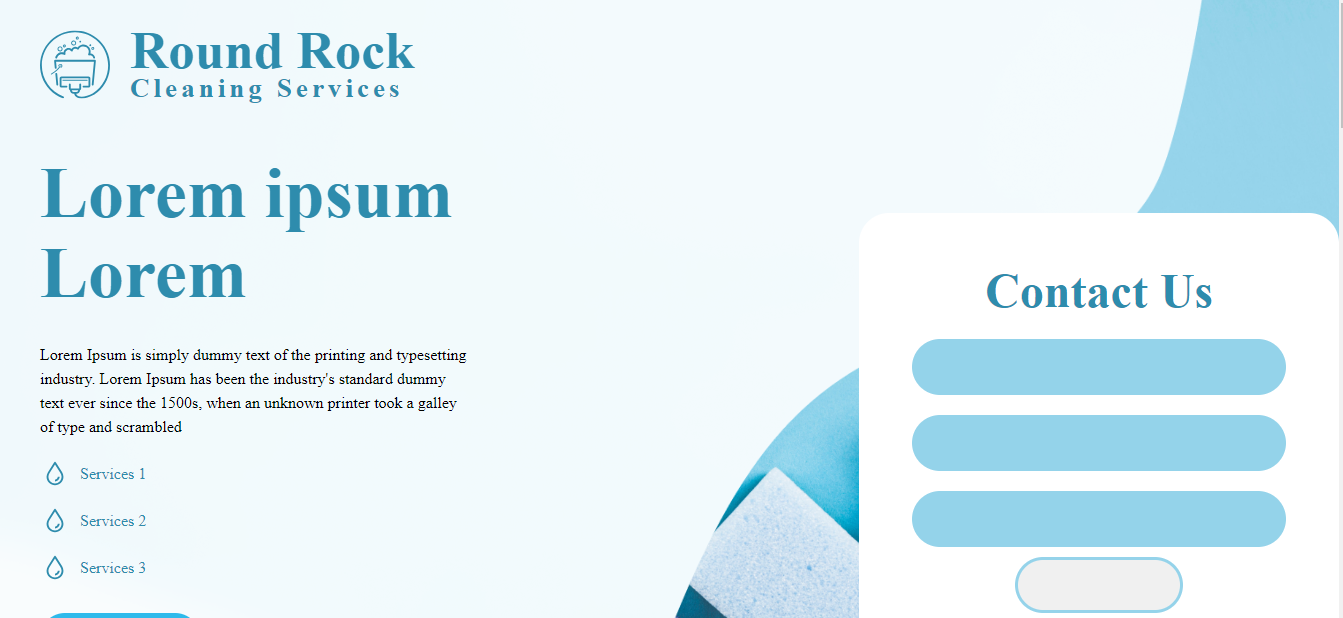 Round Rock
Cleaning Services
Lorem ipsum
Lorem
Lorem Ipsum is simply dummy text of the printing and typesetting
industry. Lorem Ipsum has been the industry's standard dummy
text ever since the 1500s, when an unknown printer took a galley
of type and scrambled
Services 1
Services 2
Services 3
Contact Us